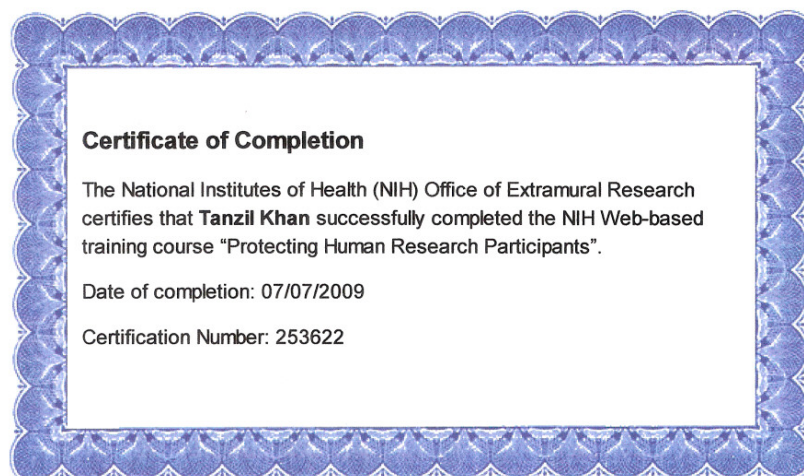 Certificate of Completion
The National Institutes of Health (NIH) Office of Extramural Research
certifies that Tanzil Khan successfully completed the NIH Web-based
training course “Protecting Human Research Participants”.
Date of completion: 07/07/2009
Certification Number: 253622